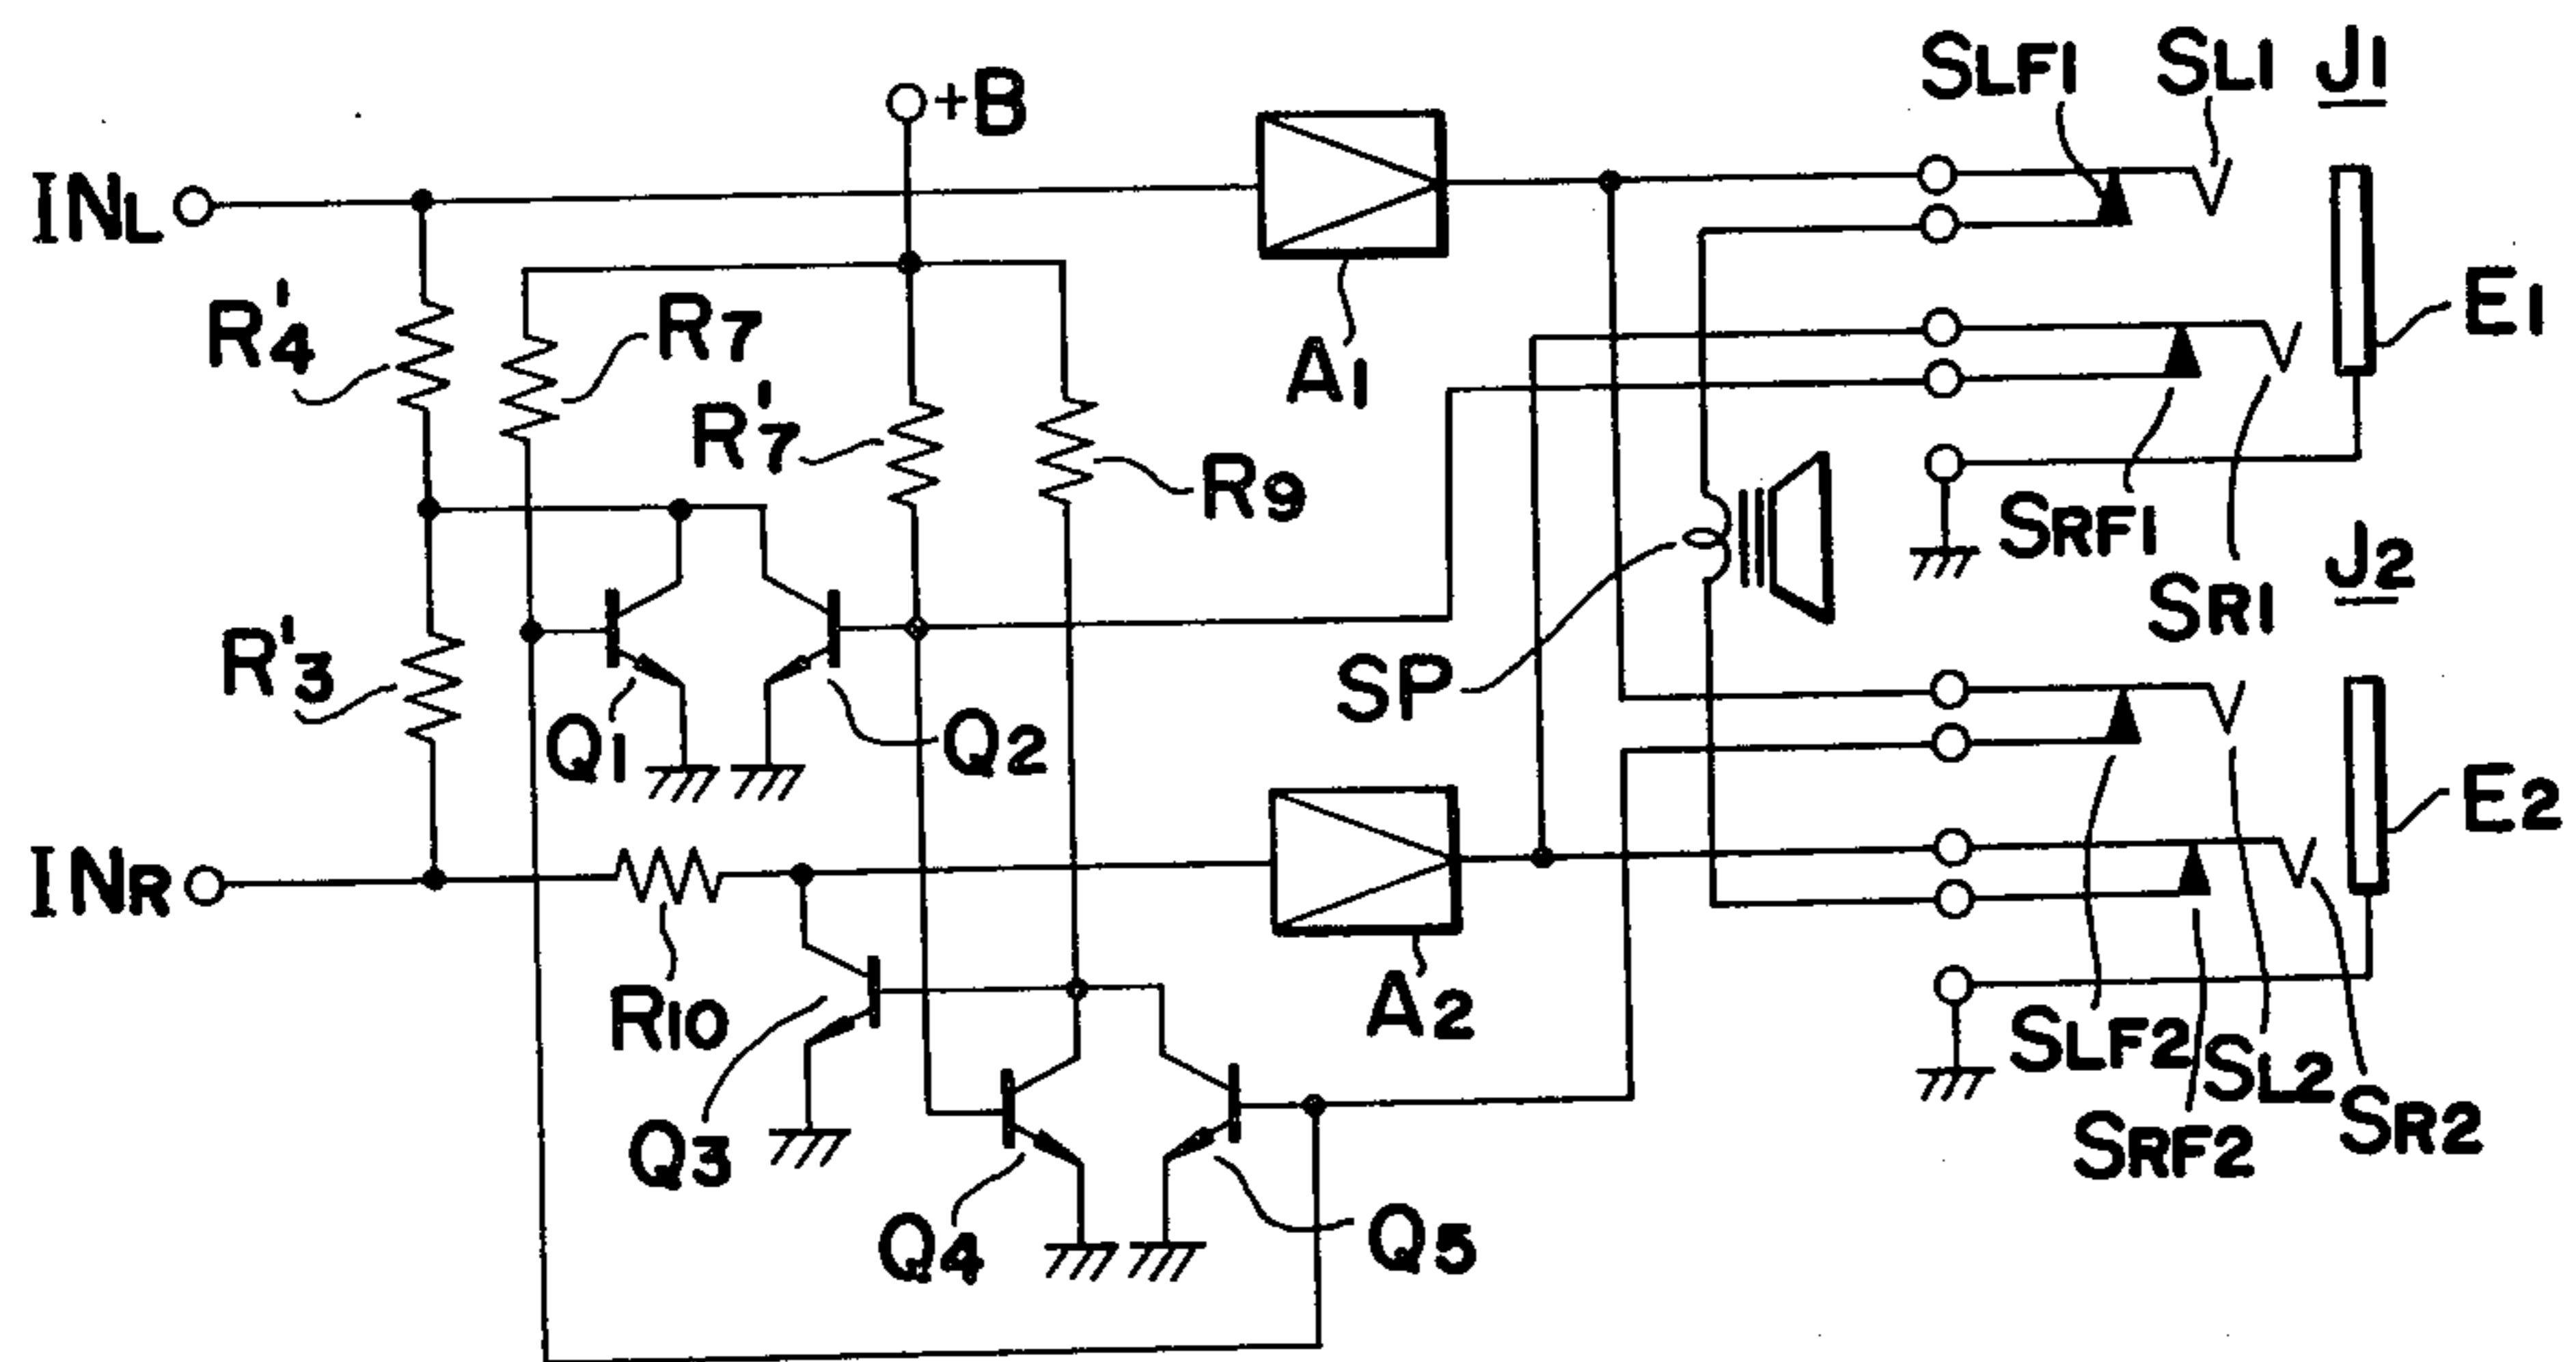 SLF1
SL1
J1
+B
INL
R'4
R7
R'7
A1
E1
R9
SRF1
SR1
J2
R'3
SP
Q1
Q2
E2
INR
R10
A2
SLF2
SL2
SR2
SRF2
Q3
Q4
Q5